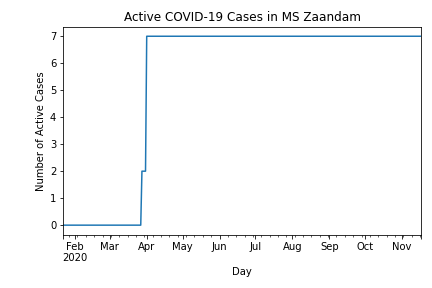 Active COVID-19 Cases in MS Zaandam
Number of Active Cases
7
6
5
4
3
2
1
0
Feb Mar Apr May Jun Jul Aug Sep Oct Nov
2020
Day